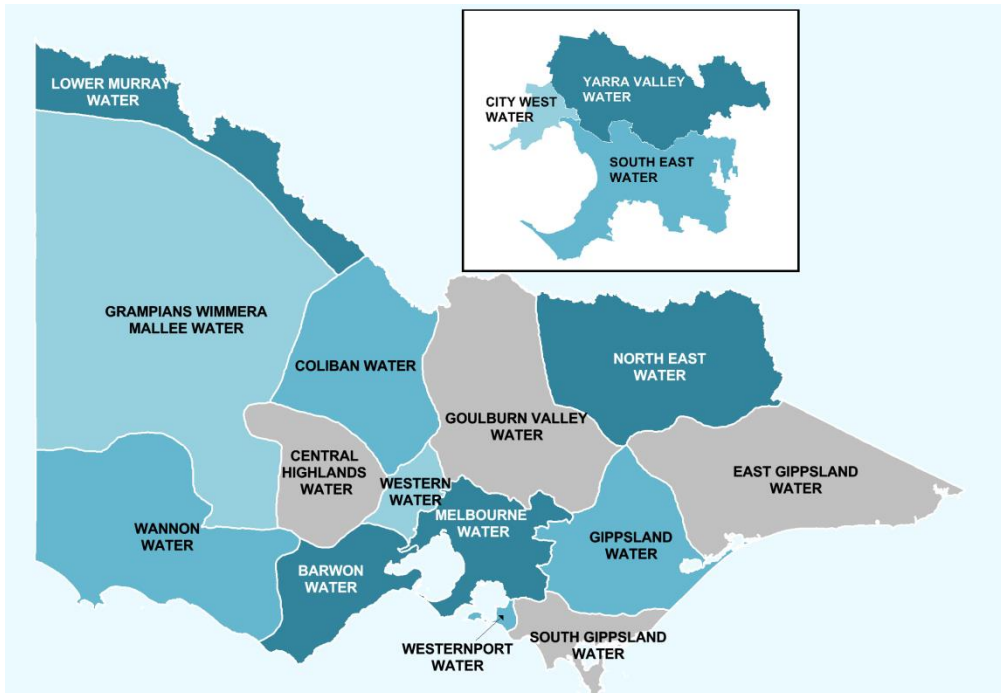 LOWER MURRAY
WATER
YARRA VALLEY
WATER
CITY WEST
WATER
SOUTH EAST
WATER
GRAMPIANS WIMMERA
MALLEE WATER
COLIBAN WATER
NORTH EAST
WATER
GOULBURN VALLEY
WATER
CENTRAL
HIGHLANDS
WATER
WESTERN
WATER
EAST GIPPSLAND
WATER
MELBOURNE
WATER
WANNON
WATER
GIPPSLAND
WATER
BARWON
WATER
WESTERNPORT
WATER
SOUTH GIPPSLAND
WATER